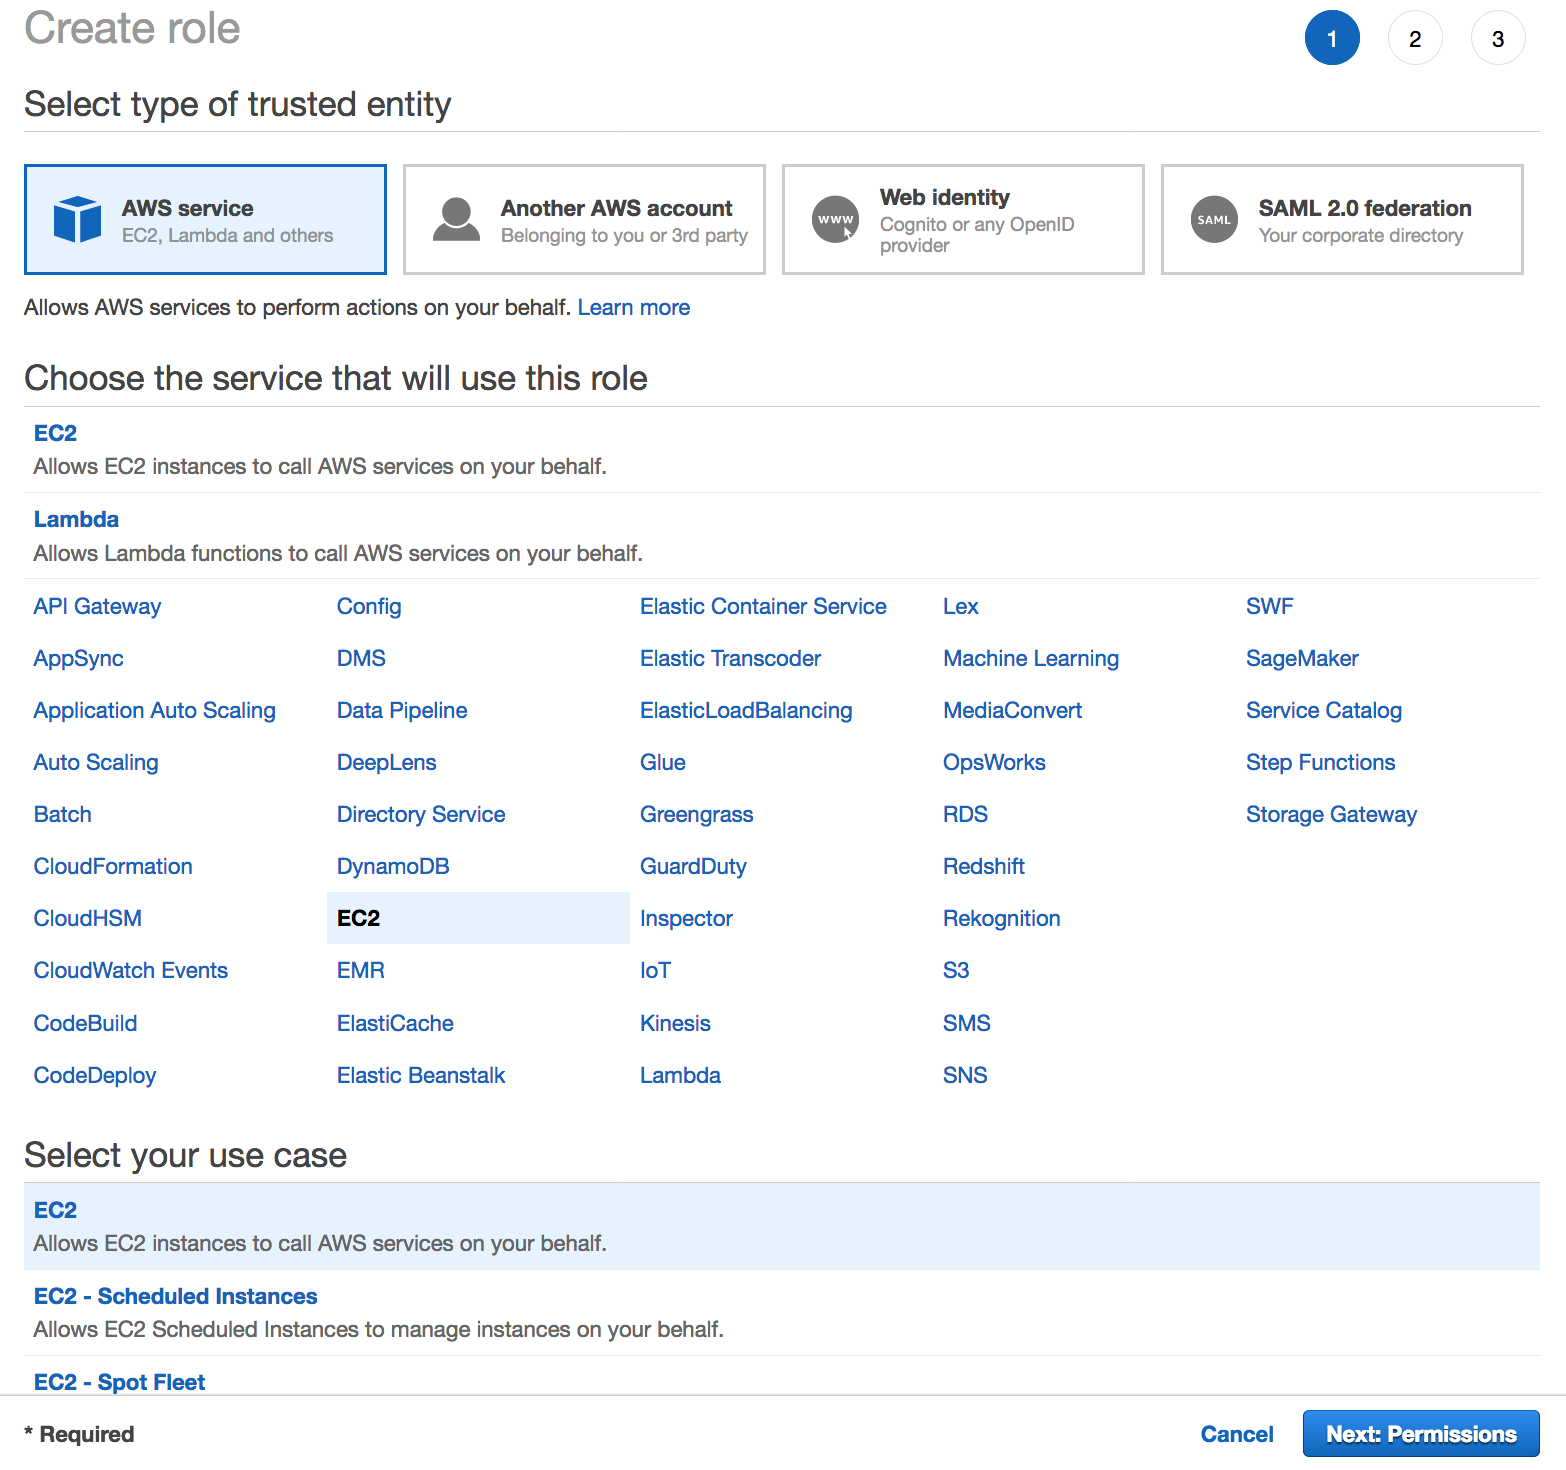 Create role
1 2 3
Select type of trusted entity
AWS service
EC2, Lambda and others
Another AWS account
Belonging to you or 3rd party
www
Web identity
Cognito or any OpenID
provider
SAML
SAML 2.0 federation
Your corporate directory
Allows AWS services to perform actions on your behalf. Learn more
Choose the service that will use this role
EC2
Allows EC2 instances to call AWS services on your behalf.
Lambda
Allows Lambda functions to call AWS services on your behalf.
API Gateway Config Elastic Container Service Lex SWF
AppSync DMS Elastic Transcoder Machine Learning SageMaker
Application Auto Scaling Data Pipeline ElasticLoadBalancing MediaConvert Service Catalog
Auto Scaling DeepLens Glue OpsWorks Step Functions
Batch Directory Service Greengrass RDS Storage Gateway
CloudFormation DynamoDB GuardDuty Redshift
CloudHSM EC2 Inspector Rekognition
CloudWatch Events EMR IoT S3
CodeBuild ElastiCache Kinesis SMS
CodeDeploy Elastic Beanstalk Lambda SNS
Select your use case
EC2
Allows EC2 instances to call AWS services on your behalf.
EC2 - Scheduled Instances
Allows EC2 Scheduled Instances to manage instances on your behalf.
EC2 - Spot Fleet
* Required Cancel Next: Permissions